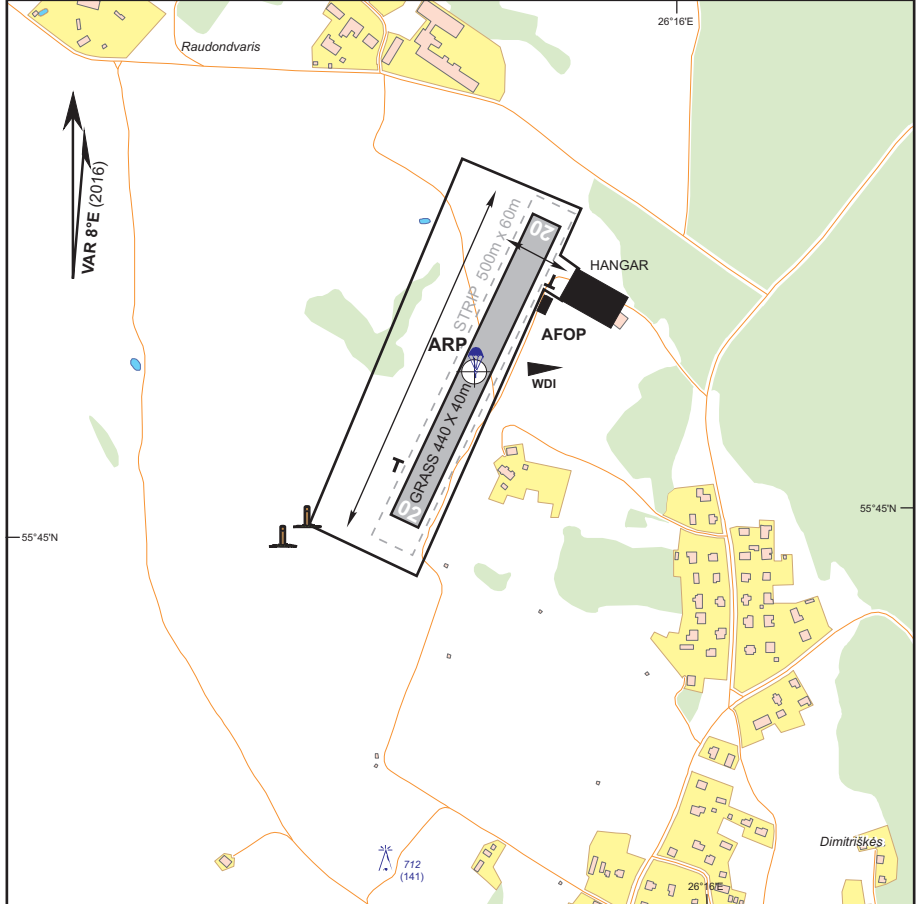 26°16'E
Raudondvaris
VAR 8°E (2016)
STRIP 500m x 60m
20
HANGAR
AFOP
ARP
WDI
GRASS 440 X 40m
02
55°45'N
55°45'N
712
(141)
Dimitriškės
26°16'E